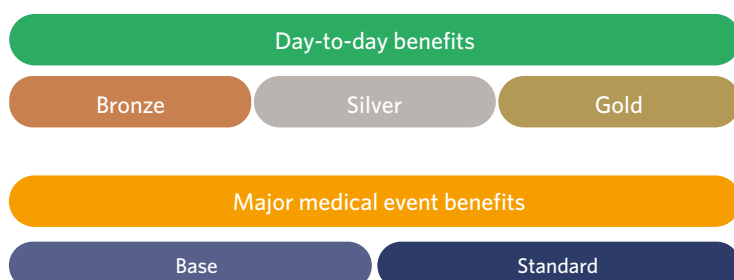 Day-to-day benefits
Bronze Silver Gold
Major medical event benefits
Base Standard